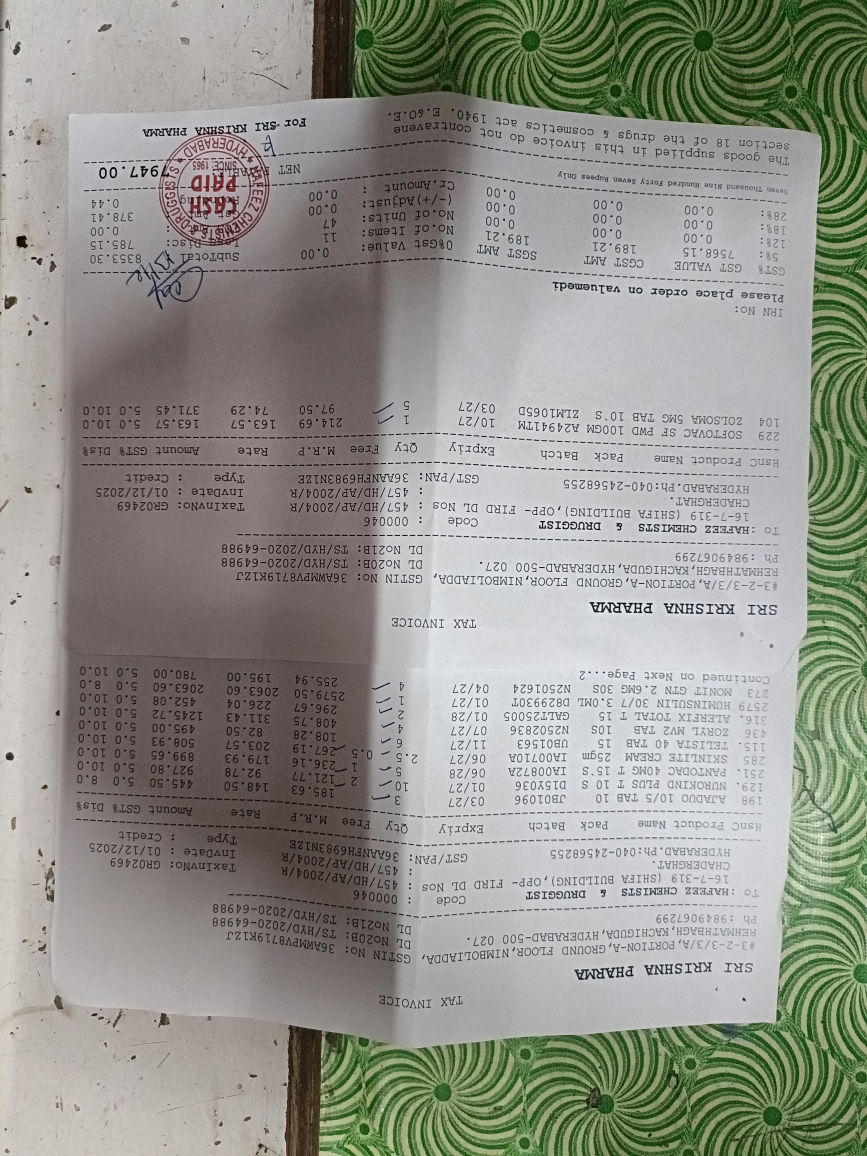 TAX INVOICE
SRI KRISHNA PHARMA
#3-2-3/3/A, PORTION-A, GROUND FLOOR, NIMBOLIADDA, GSTIN No: 36AWMPV8719K1ZJ
REHMATHBAGH, KACHIGUDA, HYDERABAD-500 027. DL No20B: TS/HYD/2020-64988
Ph :9849067299 DL No21B: TS/HYD/2020-64988
To :HAFEEZ CHEMISTS & DRUGGIST Code : 000046
16-7-319 (SHIFA BUILDING),OPP- FIRD DL Nos : 457/HD/AP/2004/R TaxInvNo: GR02469
CHADERGHAT. : 457/HD/AP/2004/R InvDate : 01/12/2025
HYDERABAD.Ph:040-24568255 GST/PAN: 36AANFH6983N1ZE Type : Credit
HsnC Product Name Pack Batch Expriy Qty Free M.R.P Rate Amount GST% Dis%
198 AJADUO 10/5 TAB 10 JB01096 03/27 3 185.63 148.50 445.50 5.0 8.0
129. NUROKIND PLUS T 10 S D15Y036 01/27 10 2 121.77 92.78 927.80 5.0 10.0
251. PANTODAC 40MG T 15'S IA00872A 06/28 5 1 236.16 179.93 899.65 5.0 10.0
285 SKINLITE CREAM 25gm IA00710A 06/27 2.5 0.5 267.19 203.57 508.93 5.0 10.0
115. TELISTA 40 TAB 15 UB01563 11/27 6 108.28 82.50 495.00 5.0 10.0
436 ZORYL MV2 TAB 10S N2502836 07/27 4 408.75 311.43 1245.72 5.0 10.0
316. ALERFIX TOTAL T 15 GALT25005 01/28 2 296.67 226.04 452.08 5.0 10.0
2579 HUMINSULIN 30/7 3.0ML D829930T 01/27 1 2579.50 2063.60 2063.60 5.0 8.0
273 MONIT GTN 2.6MG 30S N2501624 04/27 4 255.94 195.00 780.00 5.0 10.0
Continued on Next Page...2
TAX INVOICE
SRI KRISHNA PHARMA
#3-2-3/3/A, PORTION-A, GROUND FLOOR, NIMBOLIADDA, GSTIN No: 36AWMPV8719K1ZJ
REHMATHBAGH, KACHIGUDA, HYDERABAD-500 027. DL No20B: TS/HYD/2020-64988
Ph :9849067299 DL No21B: TS/HYD/2020-64988
To :HAFEEZ CHEMISTS & DRUGGIST Code : 000046
16-7-319 (SHIFA BUILDING),OPP- FIRD DL Nos : 457/HD/AP/2004/R TaxInvNo: GR02469
CHADERGHAT. : 457/HD/AP/2004/R InvDate : 01/12/2025
HYDERABAD.Ph:040-24568255 GST/PAN: 36AANFH6983N1ZE Type : Credit
HsnC Product Name Pack Batch Expriy Qty Free M.R.P Rate Amount GST% Dis%
229 SOFTOVAC SF PWD 100GM A24941TM 10/27 1 214.69 163.57 163.57 5.0 10.0
104 ZOLSOMA 5MG TAB 10'S ZLM1065D 03/27 5 97.50 74.29 371.45 5.0 10.0
IRN No:
Please place on order on valuemedi
GST% GST VALUE CGST AMT SGST AMT 0%Gst Value: 0.00 SubTotal 8353.30
5%: 7568.15 189.21 189.21 No.of Items: 11 Less Disc: 785.15
12%: 0.00 0.00 0.00 No.of Units: 47 0.00
18%: 0.00 0.00 0.00 (-/+)Adjst: 0.00 378.41
28%: 0.00 0.00 0.00 Cr.Amount : 0.00 0.44
Seven Thousand Nine Hundred Forty Seven Rupees Only NET PAYABLE: 7947.00
HAFEEZ CHEMISTS & DRUGGISTS
CASH
PAID
SINCE: 1965
HYDERABAD
The goods supplied in this invoice do not contravene
section 18 of the drugs & cosmetics act 1940. E.&O.E. For SRI KRISHNA PHARMA